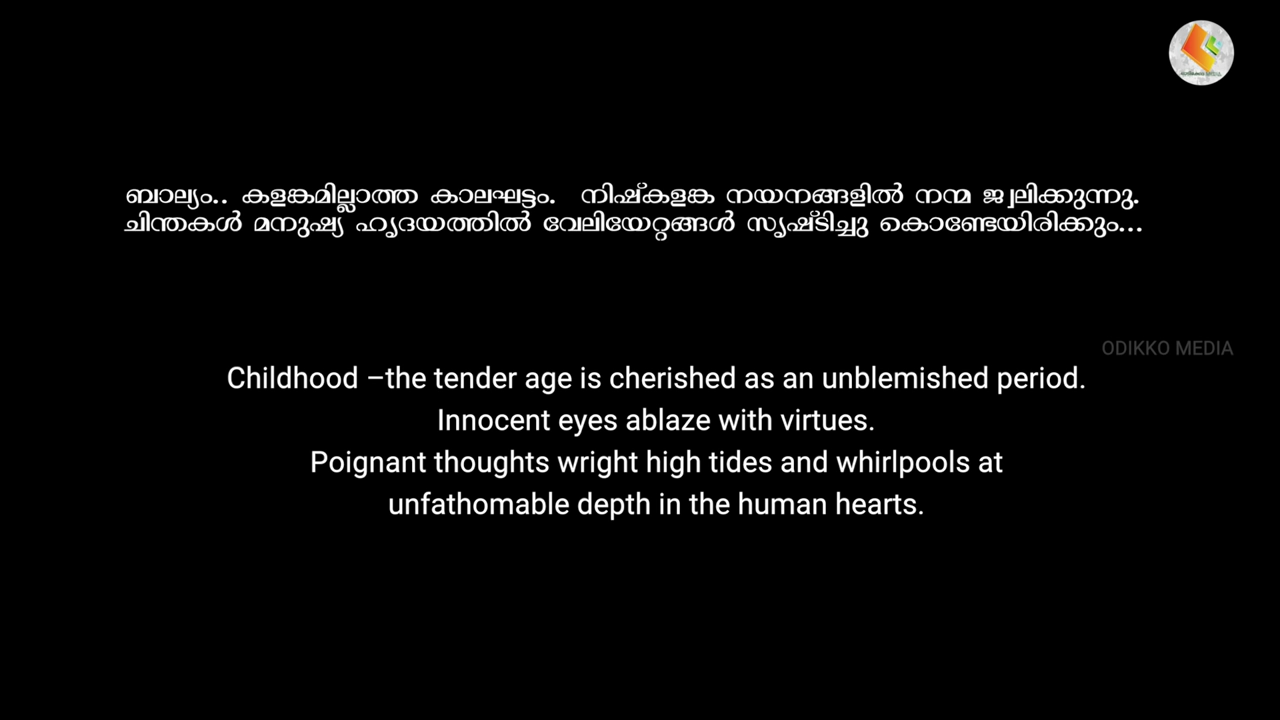 ബാല്യം.. കളങ്കമില്ലാത്ത കാലഘട്ടം. നിഷ്കളങ്ക നയനങ്ങളിൽ നന്മ ജ്വലിക്കുന്നു.
ചിന്തകൾ മനുഷ്യ ഹൃദയത്തിൽ വേലിയേറ്റങ്ങൾ സൃഷ്ടിച്ചു കൊണ്ടേയിരിക്കും...
ODIKKO MEDIA
Childhood –the tender age is cherished as an unblemished period.
Innocent eyes ablaze with virtues.
Poignant thoughts wright high tides and whirlpools at
unfathomable depth in the human hearts.